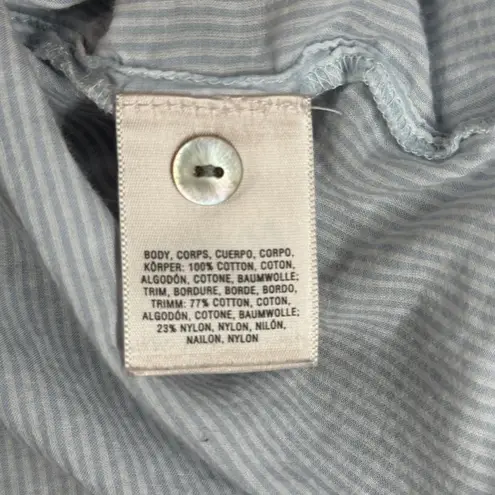 BODY, CORPS, CUERPO, CORPO,
KÖRPER: 100% COTTON, COTON,
ALGODÓN, COTONE, BAUMWOLLE;
TRIM, BORDURE, BORDE, BORDO,
TRIMM: 77% COTTON, COTON,
ALGODÓN, COTONE, BAUMWOLLE;
23% NYLON, NYLON, NILÓN,
NAILON, NYLON